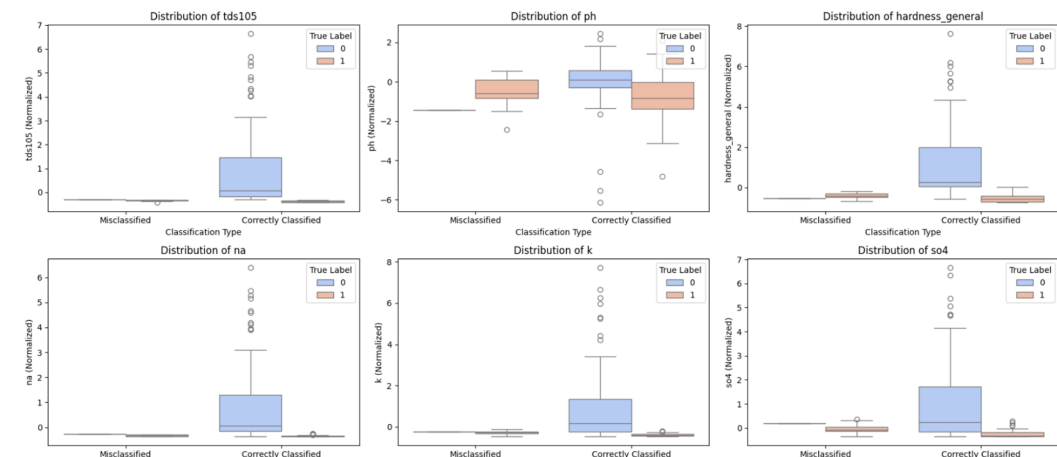 Distribution of tds105
7
6
5
4
3
2
1
0
tds105 (Normalized)
True Label
0
1
Misclassified
Correctly Classified
Classification Type
Distribution of ph
2
0
−2
−4
−6
ph (Normalized)
True Label
0
1
Misclassified
Correctly Classified
Classification Type
Distribution of hardness_general
8
6
4
2
0
hardness_general (Normalized)
True Label
0
1
Misclassified
Correctly Classified
Classification Type
Distribution of na
6
5
4
3
2
1
0
na (Normalized)
True Label
0
1
Misclassified
Correctly Classified
Distribution of k
8
6
4
2
0
k (Normalized)
True Label
0
1
Misclassified
Correctly Classified
Distribution of so4
7
6
5
4
3
2
1
0
so4 (Normalized)
True Label
0
1
Misclassified
Correctly Classified